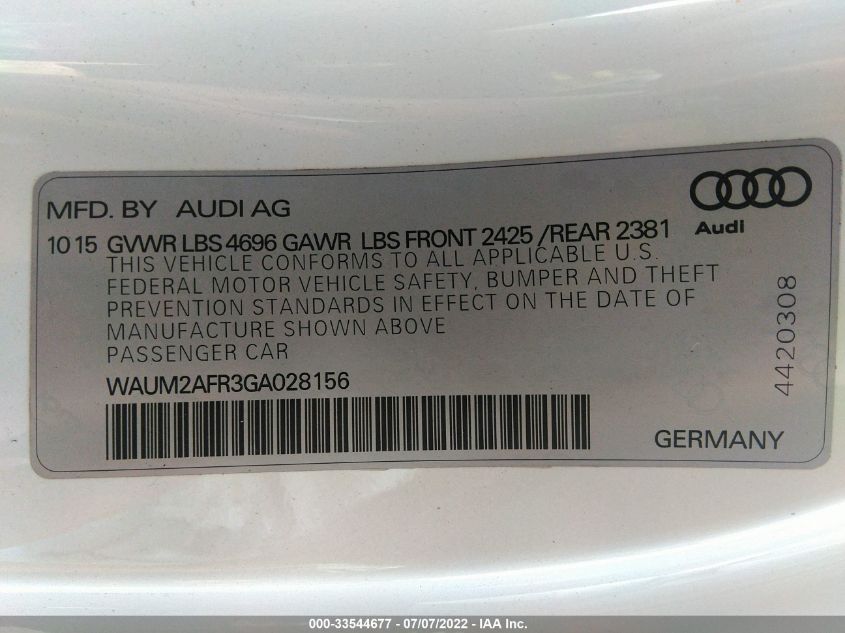 MFD. BY AUDI AG
Audi
10 15 GVWR LBS 4696 GAWR LBS FRONT 2425 /REAR 2381
THIS VEHICLE CONFORMS TO ALL APPLICABLE U.S.
FEDERAL MOTOR VEHICLE SAFETY, BUMPER AND THEFT
PREVENTION STANDARDS IN EFFECT ON THE DATE OF
MANUFACTURE SHOWN ABOVE
PASSENGER CAR
WAUM2AFR3GA028156
4420308
GERMANY
000-33544677 - 07/07/2022 - IAA Inc.